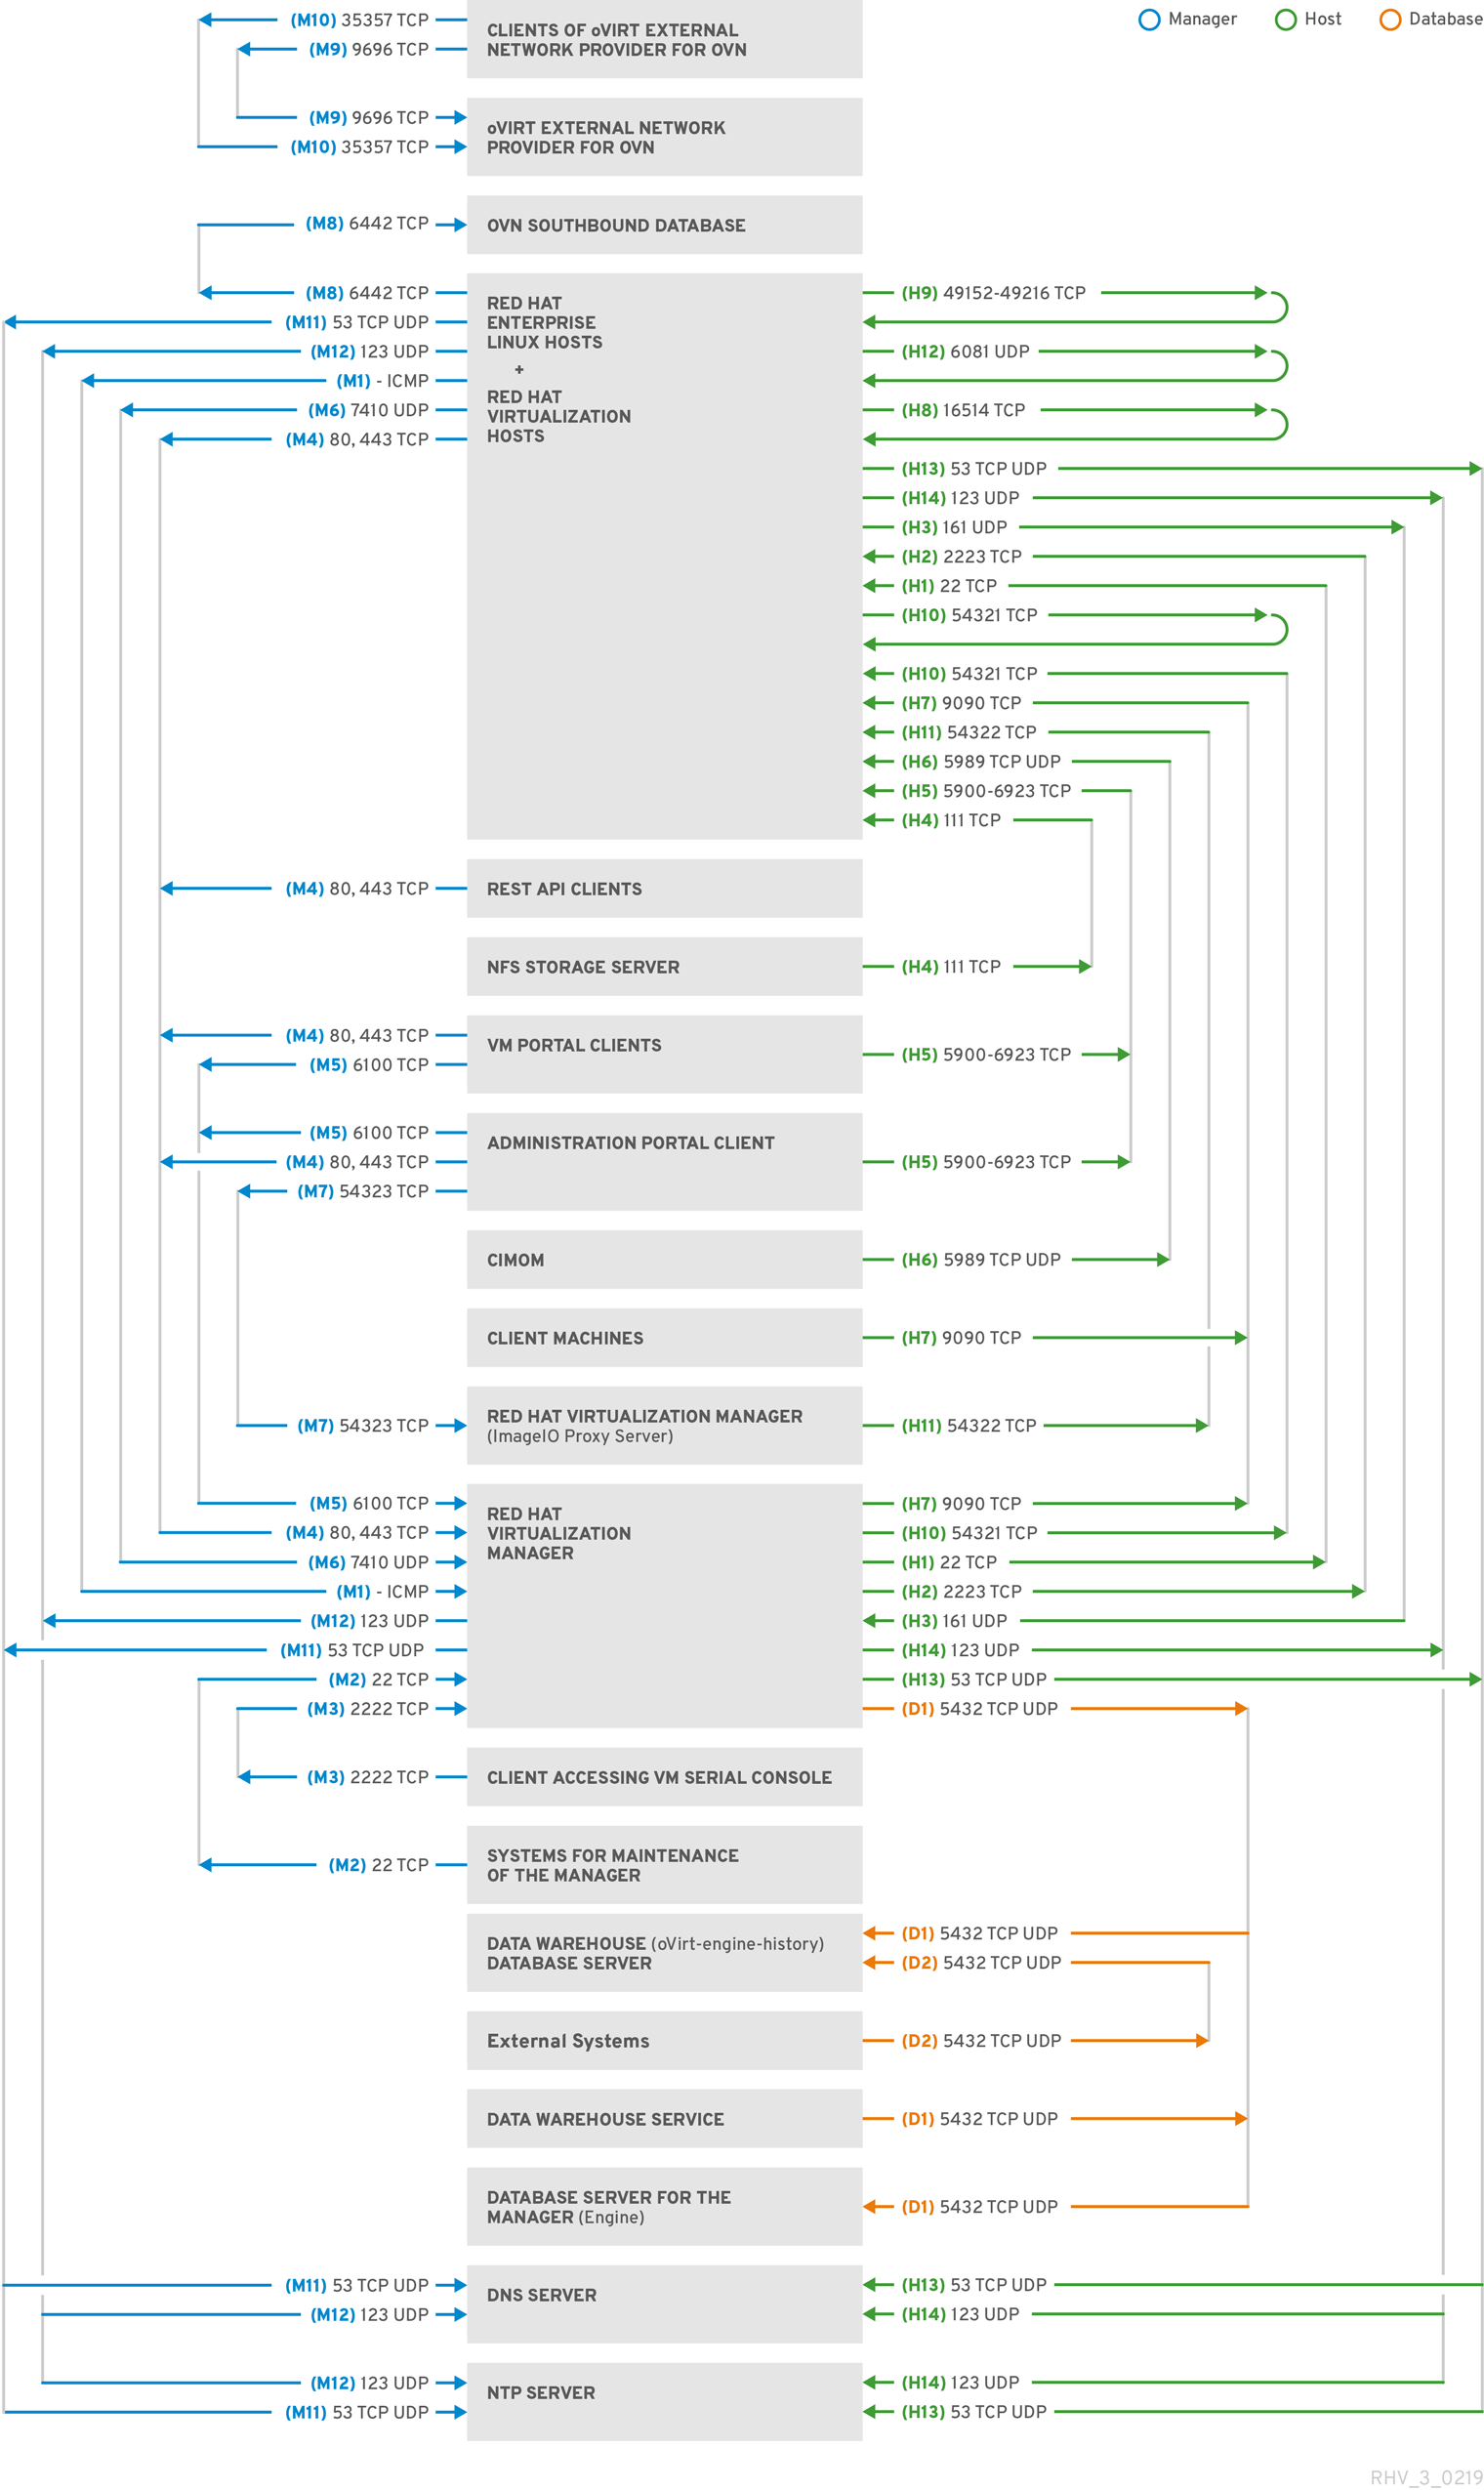 Manager
Host
Database
(M10) 35357 TCP
(M9) 9696 TCP
CLIENTS OF oVIRT EXTERNAL
NETWORK PROVIDER FOR OVN
(M9) 9696 TCP
(M10) 35357 TCP
oVIRT EXTERNAL NETWORK
PROVIDER FOR OVN
(M8) 6442 TCP
OVN SOUTHBOUND DATABASE
(M8) 6442 TCP
(M11) 53 TCP UDP
(M12) 123 UDP
(M1) - ICMP
(M6) 7410 UDP
(M4) 80, 443 TCP
RED HAT
ENTERPRISE
LINUX HOSTS
+
RED HAT
VIRTUALIZATION
HOSTS
(H9) 49152-49216 TCP
(H12) 6081 UDP
(H8) 16514 TCP
(H13) 53 TCP UDP
(H14) 123 UDP
(H3) 161 UDP
(H2) 2223 TCP
(H1) 22 TCP
(H10) 54321 TCP
(H10) 54321 TCP
(H7) 9090 TCP
(H11) 54322 TCP
(H6) 5989 TCP UDP
(H5) 5900-6923 TCP
(H4) 111 TCP
(M4) 80, 443 TCP
REST API CLIENTS
NFS STORAGE SERVER
(H4) 111 TCP
(M4) 80, 443 TCP
(M5) 6100 TCP
VM PORTAL CLIENTS
(H5) 5900-6923 TCP
(M5) 6100 TCP
(M4) 80, 443 TCP
(M7) 54323 TCP
ADMINISTRATION PORTAL CLIENT
(H5) 5900-6923 TCP
CIMOM
(H6) 5989 TCP UDP
CLIENT MACHINES
(H7) 9090 TCP
(M7) 54323 TCP
RED HAT VIRTUALIZATION MANAGER
(ImageIO Proxy Server)
(H11) 54322 TCP
(M5) 6100 TCP
(M4) 80, 443 TCP
(M6) 7410 UDP
(M1) - ICMP
(M12) 123 UDP
(M11) 53 TCP UDP
(M2) 22 TCP
(M3) 2222 TCP
RED HAT
VIRTUALIZATION
MANAGER
(H7) 9090 TCP
(H10) 54321 TCP
(H1) 22 TCP
(H2) 2223 TCP
(H3) 161 UDP
(H14) 123 UDP
(H13) 53 TCP UDP
(D1) 5432 TCP UDP
(M3) 2222 TCP
CLIENT ACCESSING VM SERIAL CONSOLE
(M2) 22 TCP
SYSTEMS FOR MAINTENANCE
OF THE MANAGER
DATA WAREHOUSE (oVirt-engine-history)
DATABASE SERVER
(D1) 5432 TCP UDP
(D2) 5432 TCP UDP
External Systems
(D2) 5432 TCP UDP
DATA WAREHOUSE SERVICE
(D1) 5432 TCP UDP
DATABASE SERVER FOR THE
MANAGER (Engine)
(D1) 5432 TCP UDP
(M11) 53 TCP UDP
(M12) 123 UDP
DNS SERVER
(H13) 53 TCP UDP
(H14) 123 UDP
(M12) 123 UDP
(M11) 53 TCP UDP
NTP SERVER
(H14) 123 UDP
(H13) 53 TCP UDP
RHV_3_0219